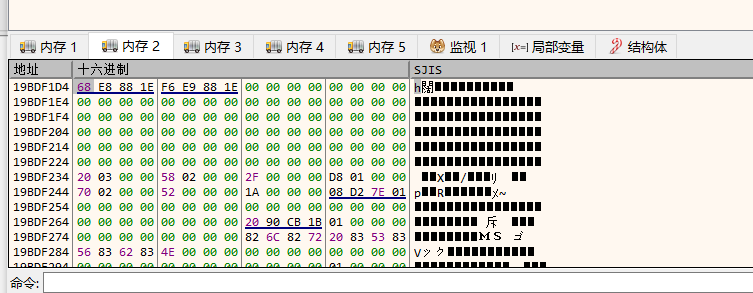 内存 1 内存 2 内存 3 内存 4 内存 5 监视 1 [x=] 局部变量 结构体
地址 十六进制 SJIS
19BDF1D4 68 E8 88 1E F6 E9 88 1E 00 00 00 00 00 00 00 00
19BDF1E4 00 00 00 00 00 00 00 00 00 00 00 00 00 00 00 00
19BDF1F4 00 00 00 00 00 00 00 00 00 00 00 00 00 00 00 00
19BDF204 00 00 00 00 00 00 00 00 00 00 00 00 00 00 00 00
19BDF214 00 00 00 00 00 00 00 00 00 00 00 00 00 00 00 00
19BDF224 00 00 00 00 00 00 00 00 00 00 00 00 00 00 00 00
19BDF234 20 03 00 00 58 02 00 00 2F 00 00 00 D8 01 00 00 X / リ
19BDF244 70 02 00 00 52 00 00 00 1A 00 00 00 08 D2 7E 01 p R メ~
19BDF254 00 00 00 00 00 00 00 00 00 00 00 00 00 00 00 00
19BDF264 00 00 00 00 00 00 00 00 20 90 CB 1B 01 00 00 00 斥
19BDF274 00 00 00 00 00 00 00 00 82 6C 82 72 20 83 53 83 MS ゴ
19BDF284 56 83 62 83 4E 00 00 00 00 00 00 00 00 00 00 00 Vック
命令: